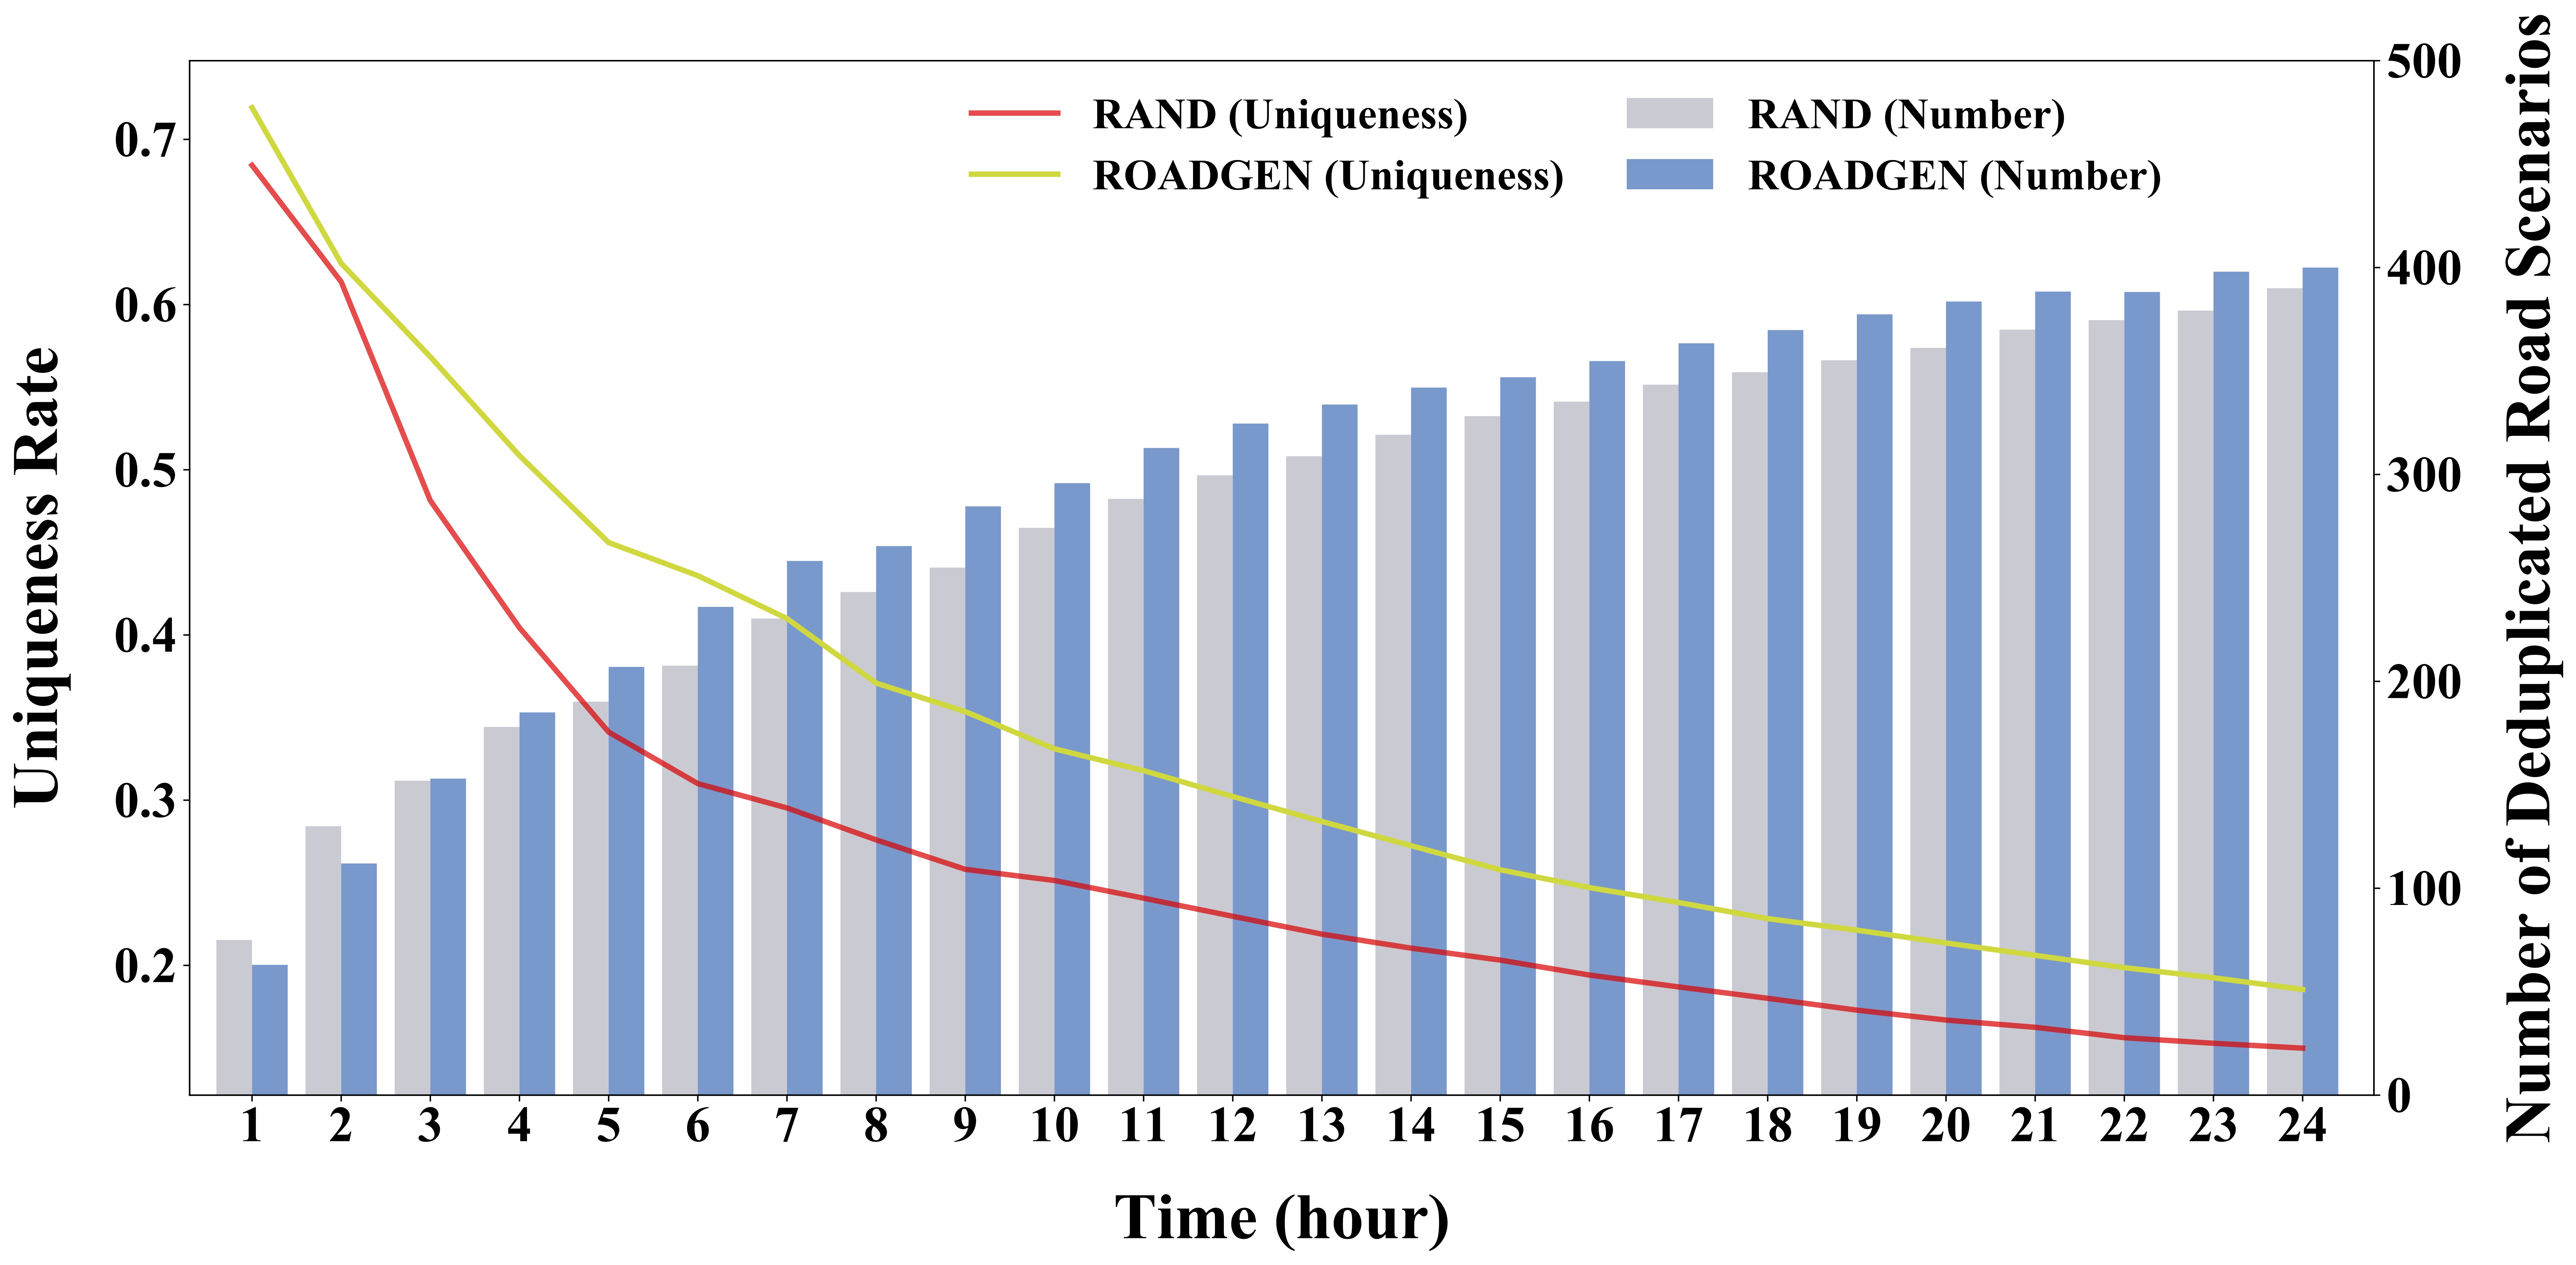 RAND (Uniqueness)
ROADGEN (Uniqueness)
RAND (Number)
ROADGEN (Number)
Uniqueness Rate
0.7
0.6
0.5
0.4
0.3
0.2
500
400
300
200
100
0
Number of Deduplicated Road Scenarios
1 2 3 4 5 6 7 8 9 10 11 12 13 14 15 16 17 18 19 20 21 22 23 24
Time (hour)